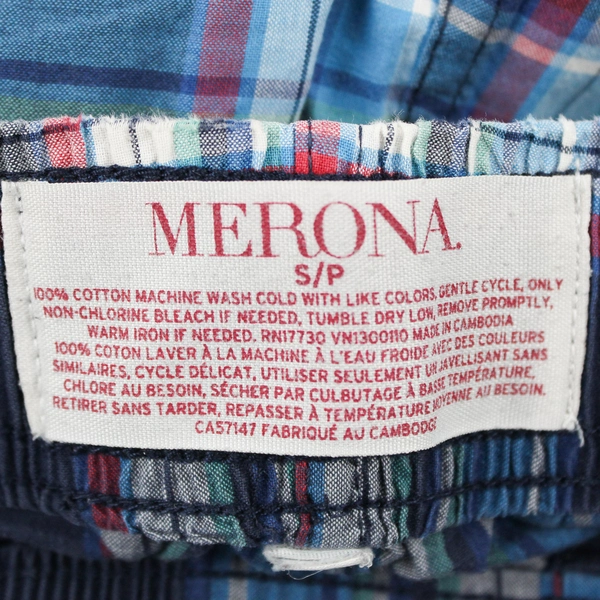 MERONA.
S/P
100% COTTON MACHINE WASH COLD WITH LIKE COLORS, GENTLE CYCLE, ONLY
NON-CHLORINE BLEACH IF NEEDED, TUMBLE DRY LOW, REMOVE PROMPTLY,
WARM IRON IF NEEDED. RN17730 VN1300110 MADE IN CAMBODIA
100% COTON LAVER À LA MACHINE À L'EAU FROIDE AVEC DES COULEURS
SIMILAIRES, CYCLE DÉLICAT, UTILISER SEULEMENT UN JAVELLISANT SANS
CHLORE AU BESOIN, SÉCHER PAR CULBUTAGE À BASSE TEMPÉRATURE,
RETIRER SANS TARDER, REPASSER À TEMPÉRATURE MOYENNE AU BESOIN.
CA57147 FABRIQUÉ AU CAMBODGE